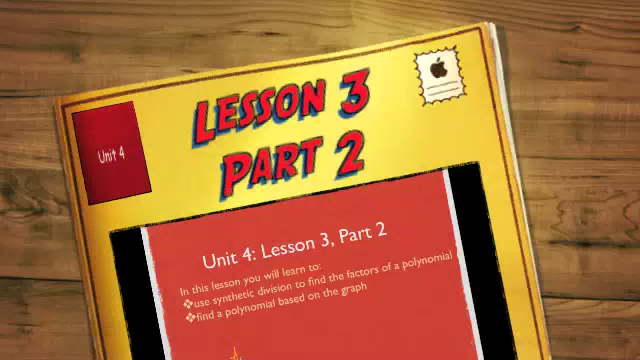 Unit 4
LESSON 3
PART 2
Unit 4: Lesson 3, Part 2
In this lesson you will learn to:
❖use synthetic division to find the factors of a polynomial
❖find a polynomial based on the graph